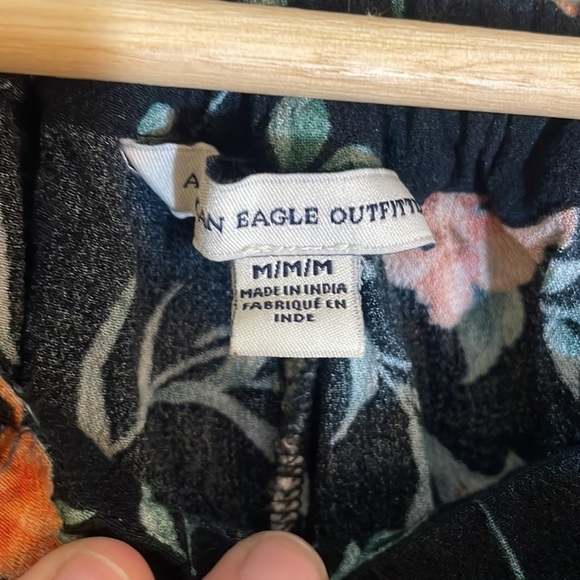 A
AN EAGLE OUTFITT
M/M/M
MADE IN INDIA
FABRIQUÉ EN
INDE